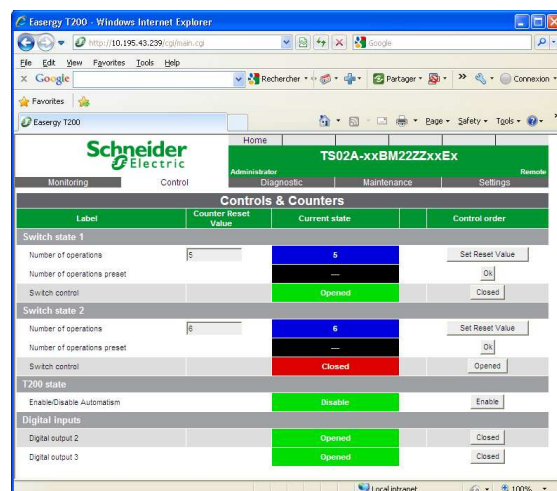 Easergy T200 - Windows Internet Explorer
http://10.195.43.239/cgi/main.cgi
Google
File Edit View Favorites Tools Help
x Google Rechercher Partager >> Connexion
Favorites
Easergy T200 Page Safety Tools
Schneider Electric
Home
TS02A-xxBM22ZZxxEx
Administrator Remote
Monitoring Control Diagnostic Maintenance Settings
Controls & Counters
Label Counter Reset Value Current state Control order
Switch state 1
Number of operations 5 5 Set Reset Value
Number of operations preset --- Ok
Switch control Opened Closed
Switch state 2
Number of operations 6 6 Set Reset Value
Number of operations preset --- Ok
Switch control Closed Opened
T200 state
Enable/Disable Automatism Disable Enable
Digital inputs
Digital output 2 Opened Closed
Digital output 3 Opened Closed
Local intranet 100%